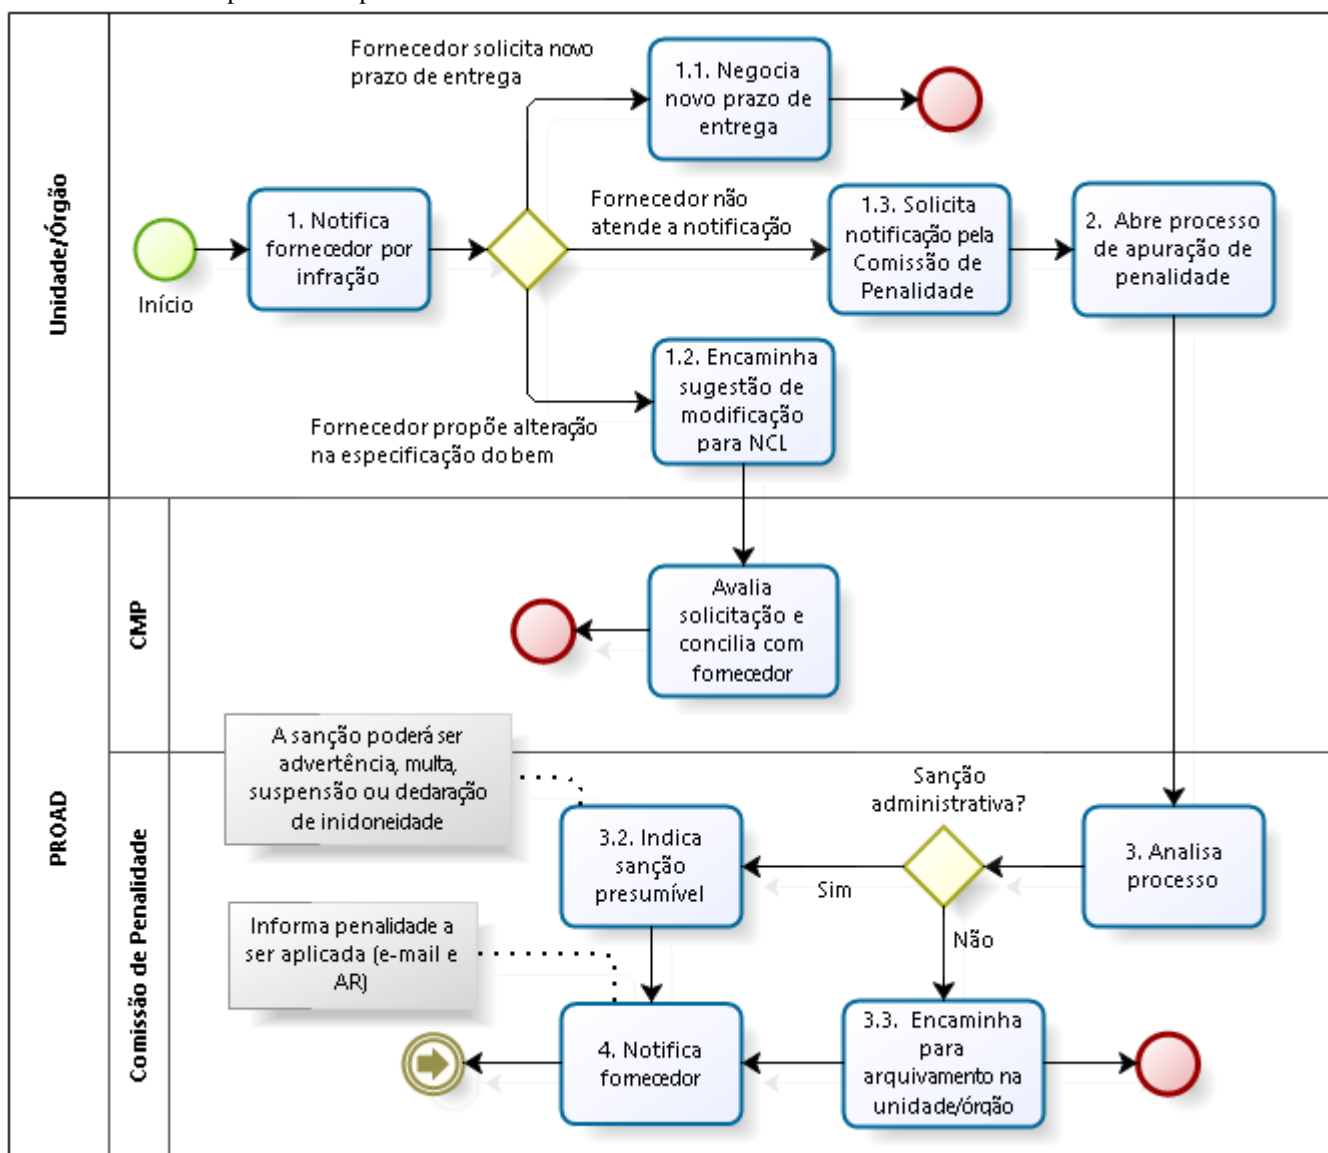 Fornecedor solicita novo
prazo de entrega
1.1. Negocia
novo prazo de
entrega
Unidade/Órgão
Início
1. Notifica
fornecedor por
infração
Fornecedor não
atende a notificação
1.3. Solicita
notificação pela
Comissão de
Penalidade
2. Abre processo
de apuração de
penalidade
Fornecedor propõe alteração
na especificação do bem
1.2. Encaminha
sugestão de
modificação
para NCL
PROAD
CMP
Avalia
solicitação e
concilia com
fornecedor
Comissão de Penalidade
A sanção poderá ser
advertência, multa,
suspensão ou declaração
de inidoneidade
3.2. Indica
sanção
presumível
Sanção
administrativa?
Sim
Não
3. Analisa
processo
Informa penalidade a
ser aplicada (e-mail e
AR)
4. Notifica
fornecedor
3.3. Encaminha
para
arquivamento na
unidade/órgão